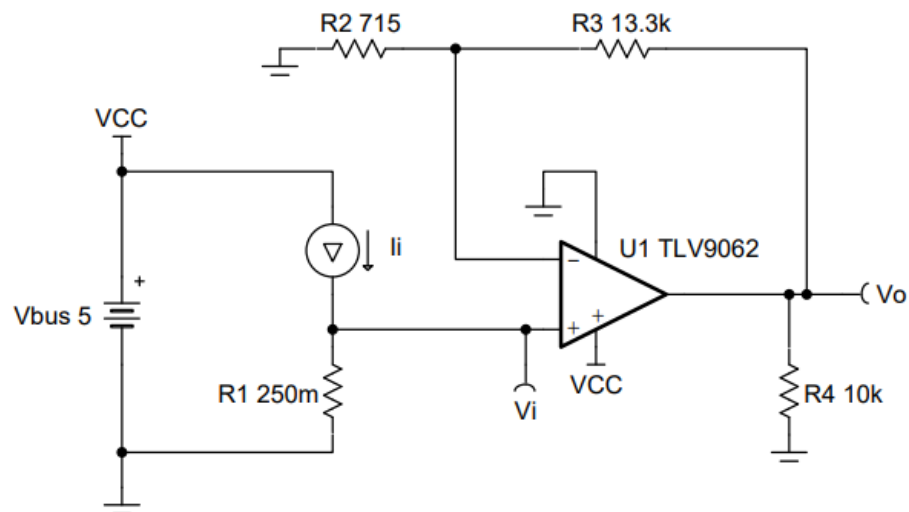 R2 715
R3 13.3k
VCC
U1 TLV9062
Ii
Vbus 5
+
−
+
+
Vo
VCC
R1 250m
Vi
R4 10k